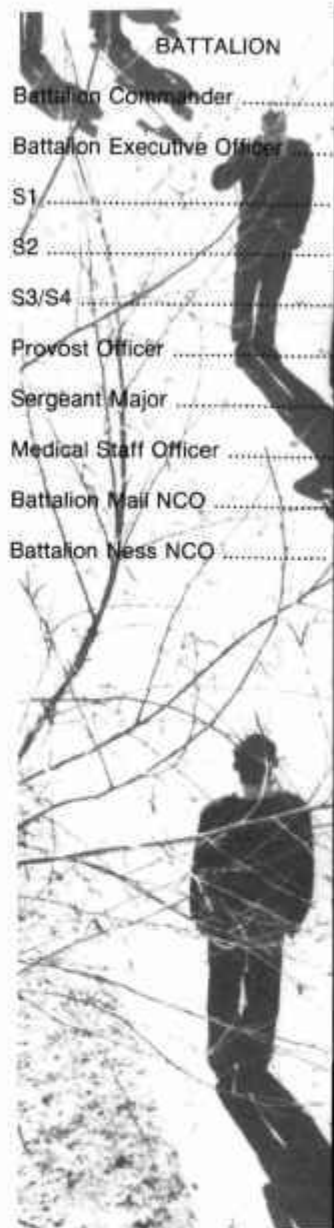 BATTALION
Battalion Commander ..............
Battalion Executive Officer .........
S1 .............................................
S2 .............................................
S3/S4 ........................................
Provost Officer .........................
Sergeant Major .........................
Medical Staff Officer .................
Battalion Mail NCO ...................
Battalion Ness NCO ..................